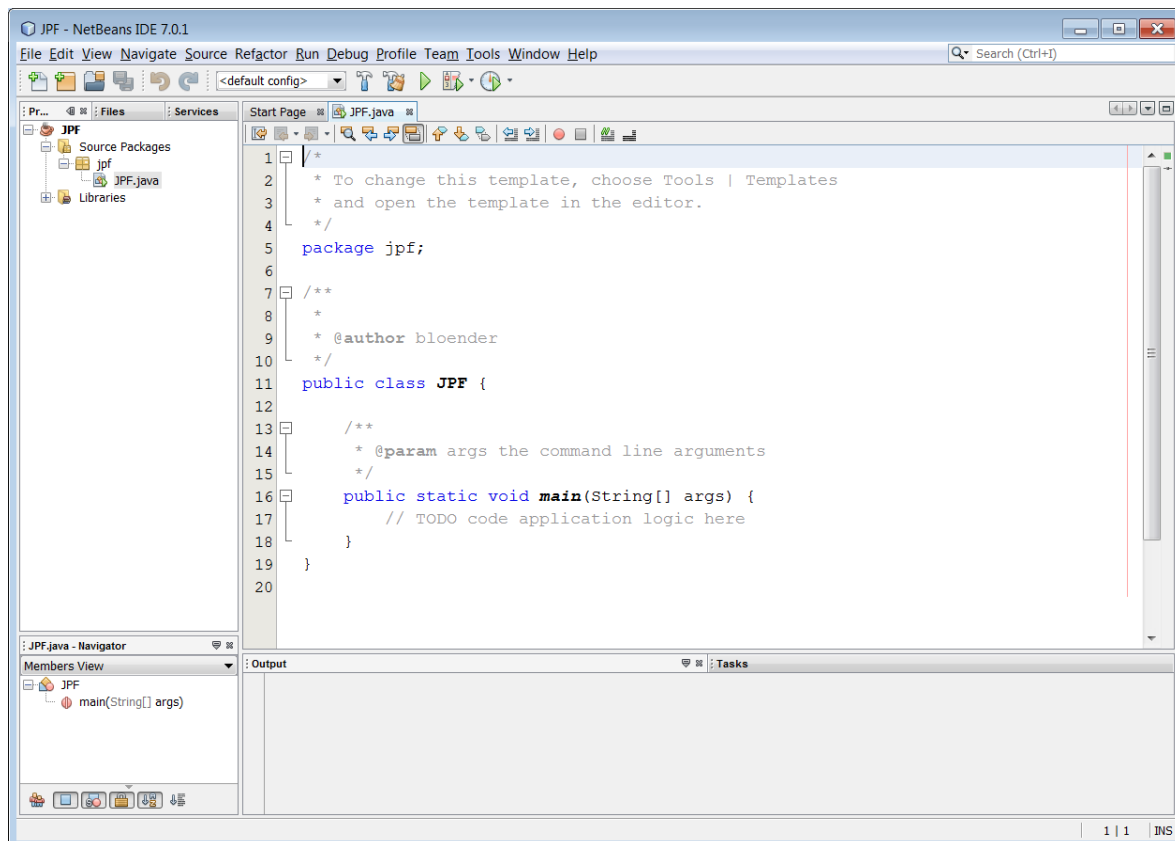 JPF - NetBeans IDE 7.0.1
File Edit View Navigate Source Refactor Run Debug Profile Team Tools Window Help
Search (Ctrl+I)
<default config>
Pr... Files Services
Start Page JPF.java
JPF
Source Packages
jpf
JPF.java
Libraries
1 /*
2 * To change this template, choose Tools | Templates
3 * and open the template in the editor.
4 */
5 package jpf;
6
7 /**
8 *
9 * @author bloender
10 */
11 public class JPF {
12
13 /**
14 * @param args the command line arguments
15 */
16 public static void main(String[] args) {
17 // TODO code application logic here
18 }
19 }
20
JPF.java - Navigator
Members View
JPF
main(String[] args)
Output
Tasks
1 | 1 INS